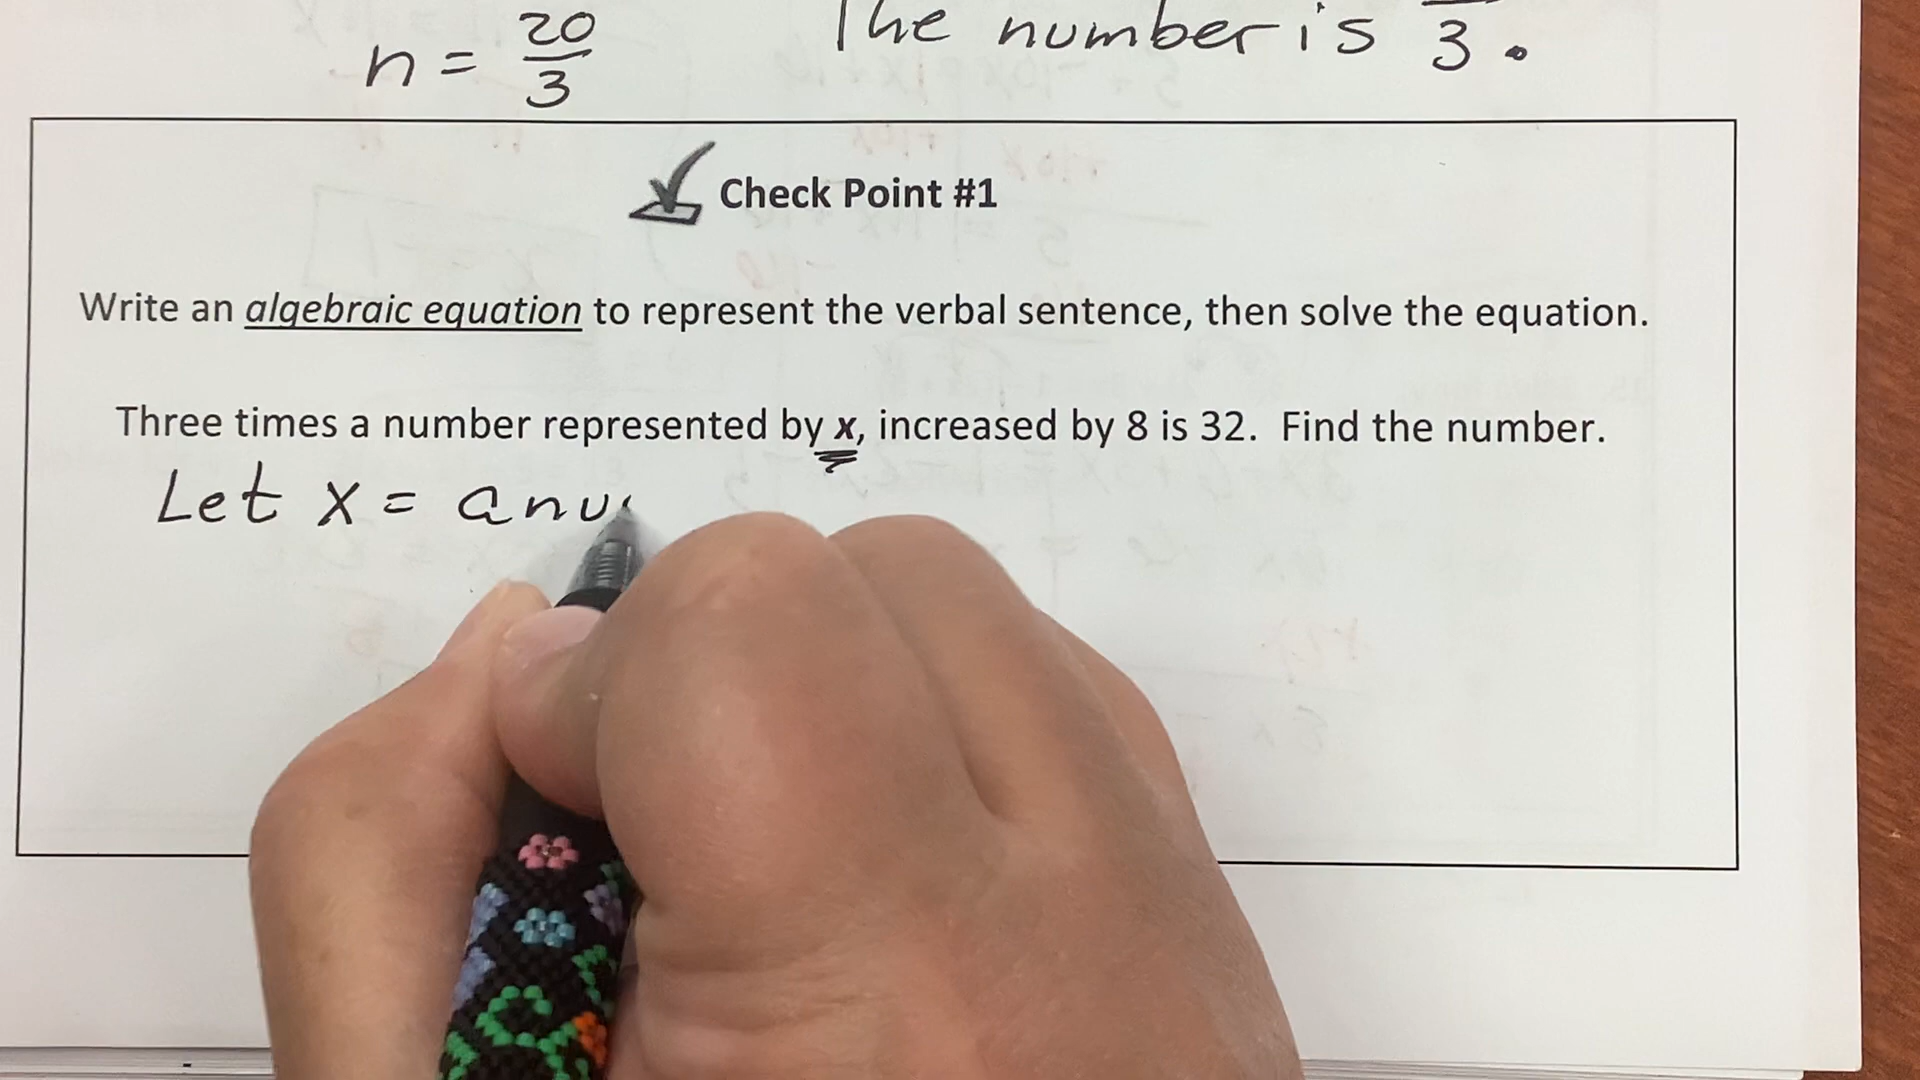 n = 20/3
The number is 3.
Check Point #1
Write an algebraic equation to represent the verbal sentence, then solve the equation.
Three times a number represented by x, increased by 8 is 32. Find the number.
Let x = a nu